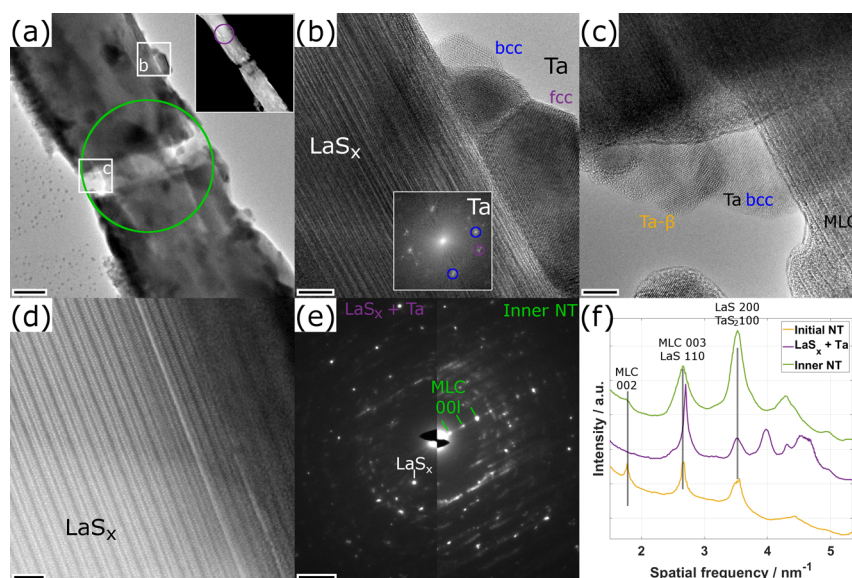 (a)
b
c
(b)
bcc
Ta
fcc
LaSₓ
Ta
(c)
Ta-β
Ta bcc
MLC
(d)
LaSₓ
(e)
LaSₓ + Ta
Inner NT
MLC
00l
LaSₓ
(f)
LaS 200
TaS₂100
MLC 003
LaS 110
MLC
002
Initial NT
LaSₓ + Ta
Inner NT
Intensity / a.u.
2
3
4
5
Spatial frequency / nm⁻¹